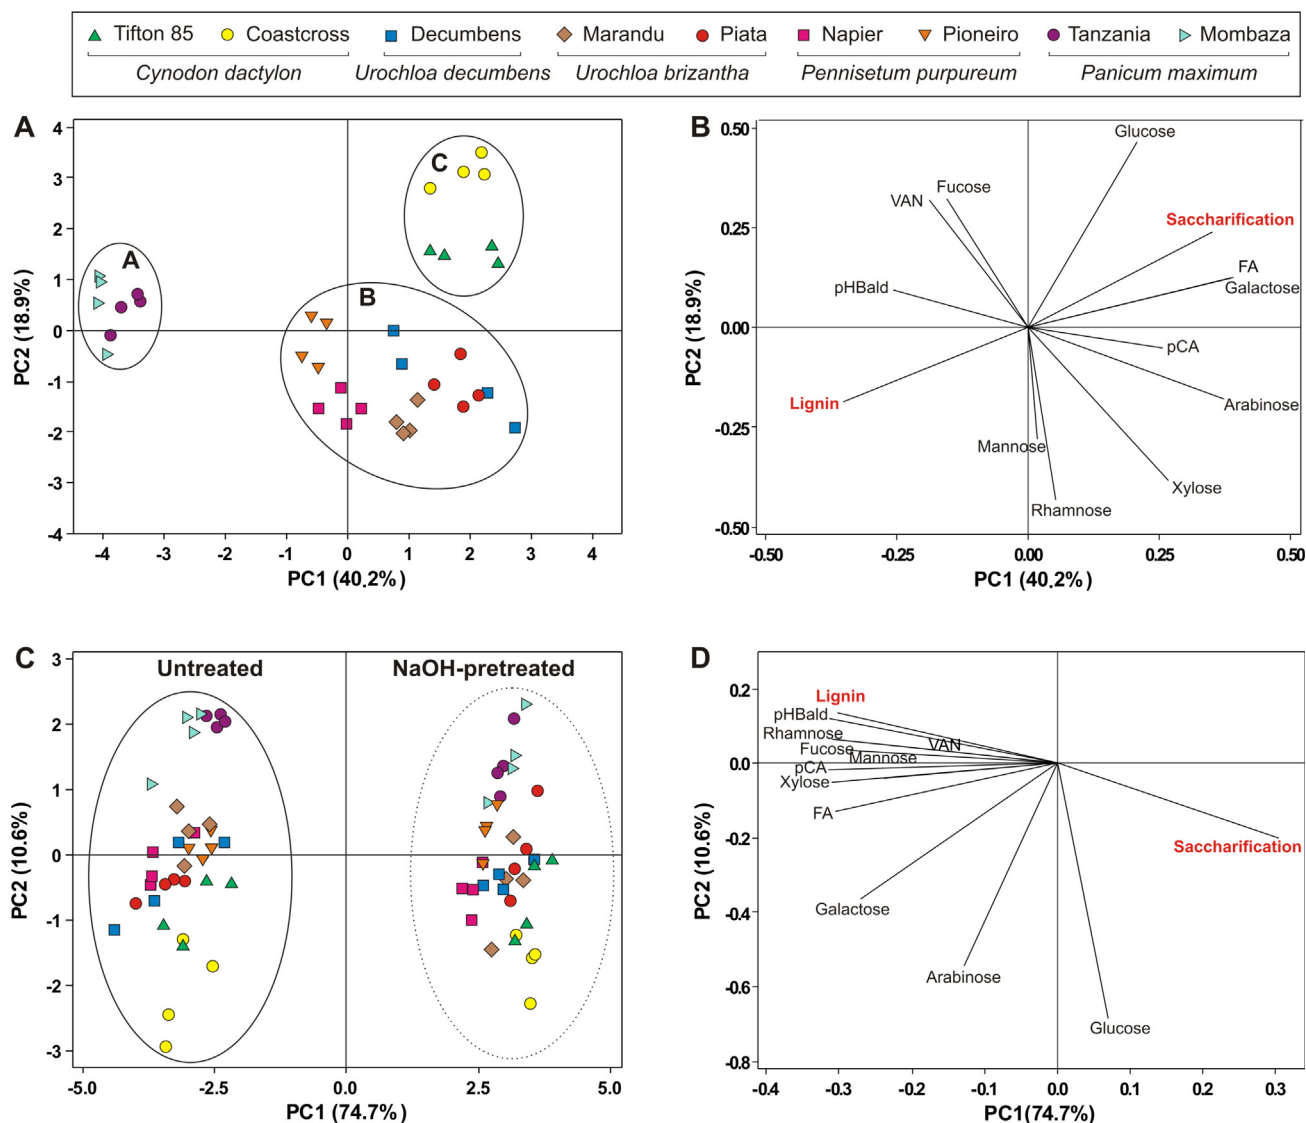 Tifton 85 Coastcross Decumbens Marandu Piata Napier Pioneiro Tanzania Mombaza
Cynodon dactylon Urochloa decumbens Urochloa brizantha Pennisetum purpureum Panicum maximum
A
4
3
2
1
0
-1
-2
-3
-4
PC2 (18.9%)
A
B
C
-4 -3 -2 -1 0 1 2 3 4
PC1 (40.2%)
B
0.50
0.25
0.00
-0.25
-0.50
PC2 (18.9%)
Glucose
Fucose
VAN
Saccharification
FA
Galactose
pHBald
pCA
Lignin
Arabinose
Mannose
Xylose
Rhamnose
-0.50 -0.25 0.00 0.25 0.50
PC1 (40.2%)
C
Untreated NaOH-pretreated
3
2
1
0
-1
-2
-3
PC2 (10.6%)
-5.0 -2.5 0.0 2.5 5.0
PC1 (74.7%)
D
0.2
0.0
-0.2
-0.4
-0.6
-0.8
PC2 (10.6%)
Lignin
pHBald
Rhamnose
Fucose
VAN
Mannose
pCA
Xylose
FA
Saccharification
Galactose
Arabinose
Glucose
-0.4 -0.3 -0.2 -0.1 0.0 0.1 0.2 0.3
PC1(74.7%)